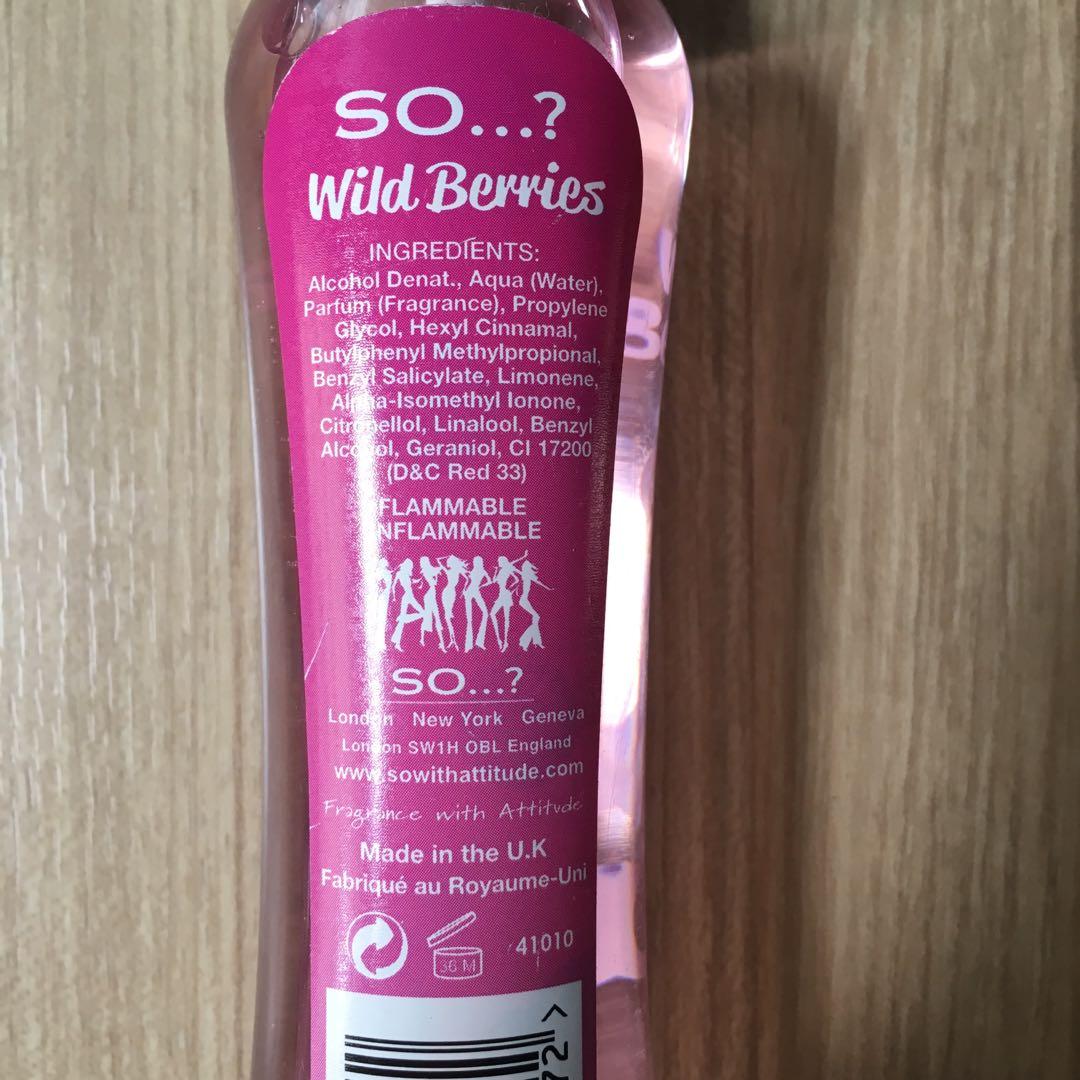 SO...?
Wild Berries
INGREDIENTS:
Alcohol Denat., Aqua (Water),
Parfum (Fragrance), Propylene
Glycol, Hexyl Cinnamal,
Butylphenyl Methylpropional,
Benzyl Salicylate, Limonene,
Alpha-Isomethyl Ionone,
Citronellol, Linalool, Benzyl
Alcohol, Geraniol, CI 17200
(D&C Red 33)
FLAMMABLE
INFLAMMABLE
SO...?
London New York Geneva
London SW1H OBL England
www.sowithattitude.com
Fragrance with Attitude
Made in the U.K
Fabriqué au Royaume-Uni
36 M
41010